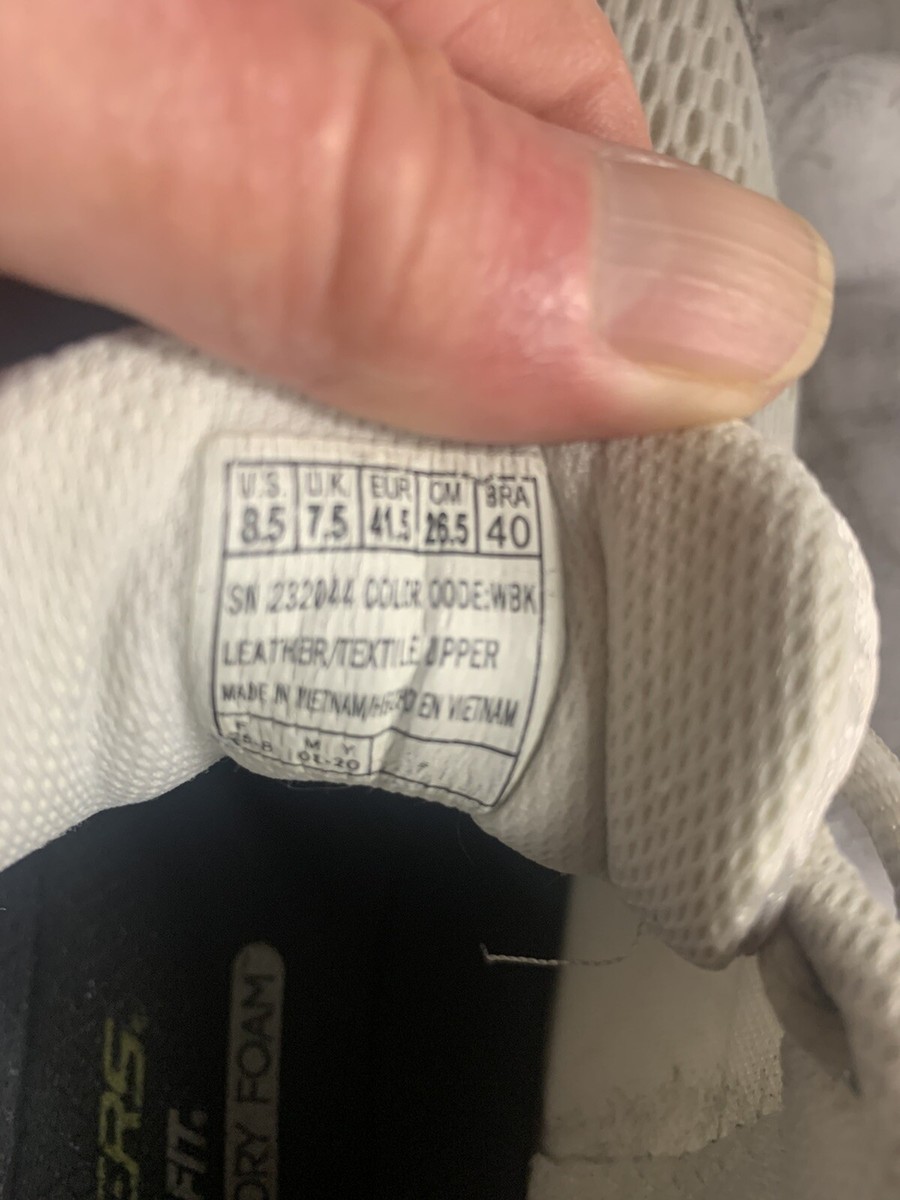 U.S. U.K. EUR CM BRA
8.5 7.5 41.5 26.5 40
SN :232044 COLOR CODE:WBK
LEATHER/TEXTILE UPPER
MADE IN VIETNAM/HECHO EN VIETNAM
F M Y
20
ERS
FIT.
ORY FOAM